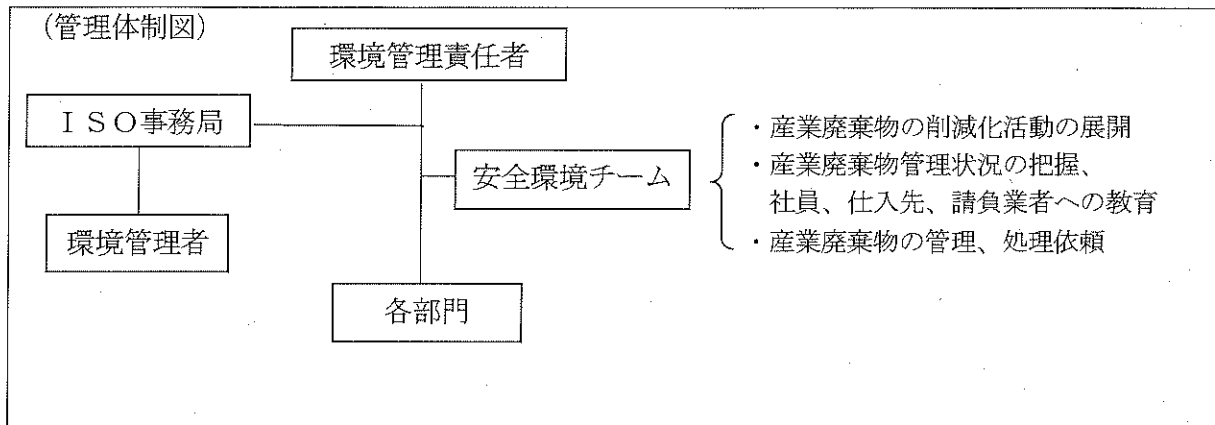 (管理体制図)
環境管理責任者
ISO事務局
環境管理者
安全環境チーム
各部門
・産業廃棄物の削減化活動の展開
・産業廃棄物管理状況の把握、
社員、仕入先、請負業者への教育
・産業廃棄物の管理、処理依頼